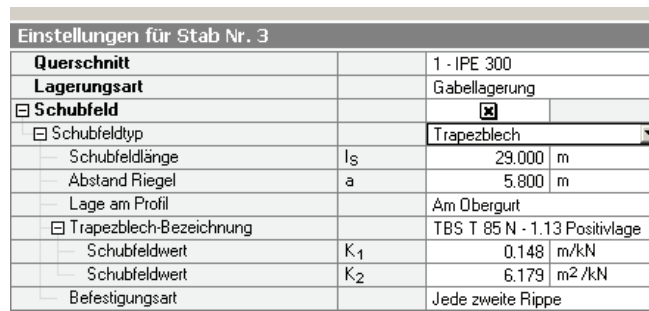 Einstellungen für Stab Nr. 3
Querschnitt 1 - IPE 300
Lagerungsart Gabellagerung
Schubfeld
Schubfeldtyp Trapezblech
Schubfeldlänge lS 29.000 m
Abstand Riegel a 5.800 m
Lage am Profil Am Obergurt
Trapezblech-Bezeichnung TBS T 85 N - 1.13 Positivlage
Schubfeldwert K1 0.148 m/kN
Schubfeldwert K2 6.179 m2/kN
Befestigungsart Jede zweite Rippe